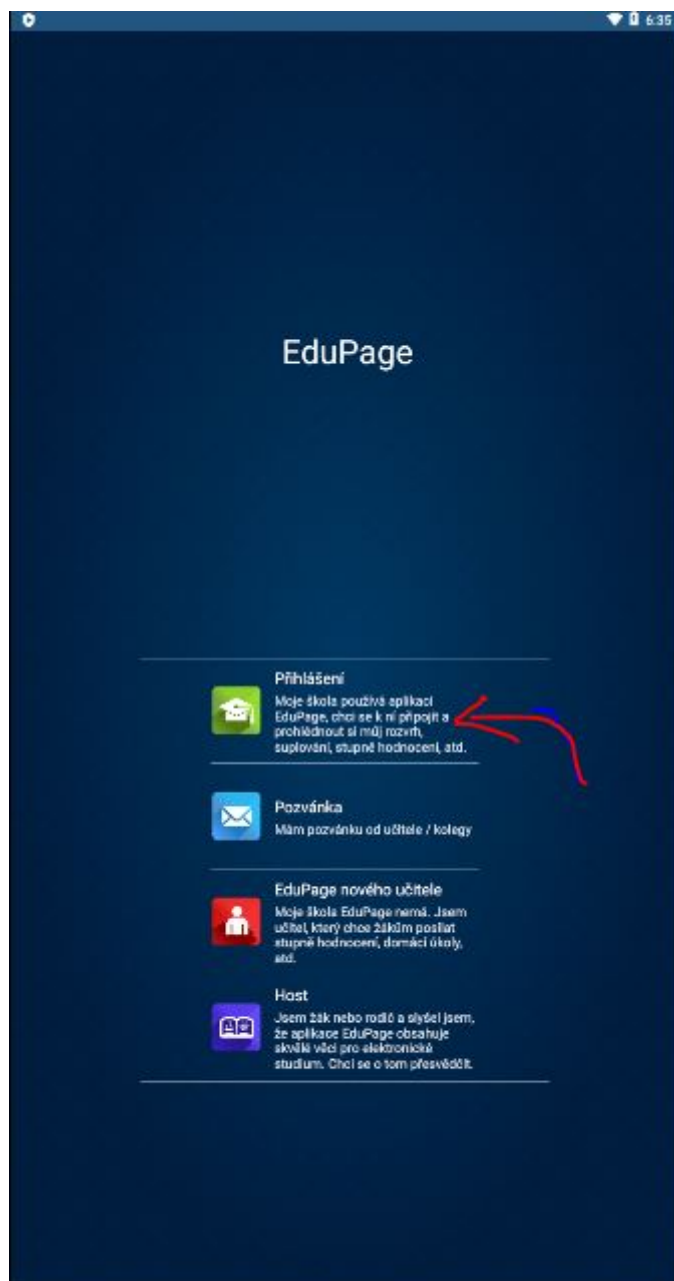 6:35
EduPage
Přihlášení
Moje škola používá aplikaci
EduPage, chci se k ní připojit a
prohlédnout si můj rozvrh,
suplování, stupně hodnocení, atd.
Pozvánka
Mám pozvánku od učitele / kolegy
EduPage nového učitele
Moje škola EduPage nemá. Jsem
učitel, který chce žákům posílat
stupně hodnocení, domácí úkoly,
atd.
Host
Jsem žák nebo rodič a slyšel jsem,
že aplikace EduPage obsahuje
skvělé věci pro elektronické
studium. Chci se o tom přesvědčit.